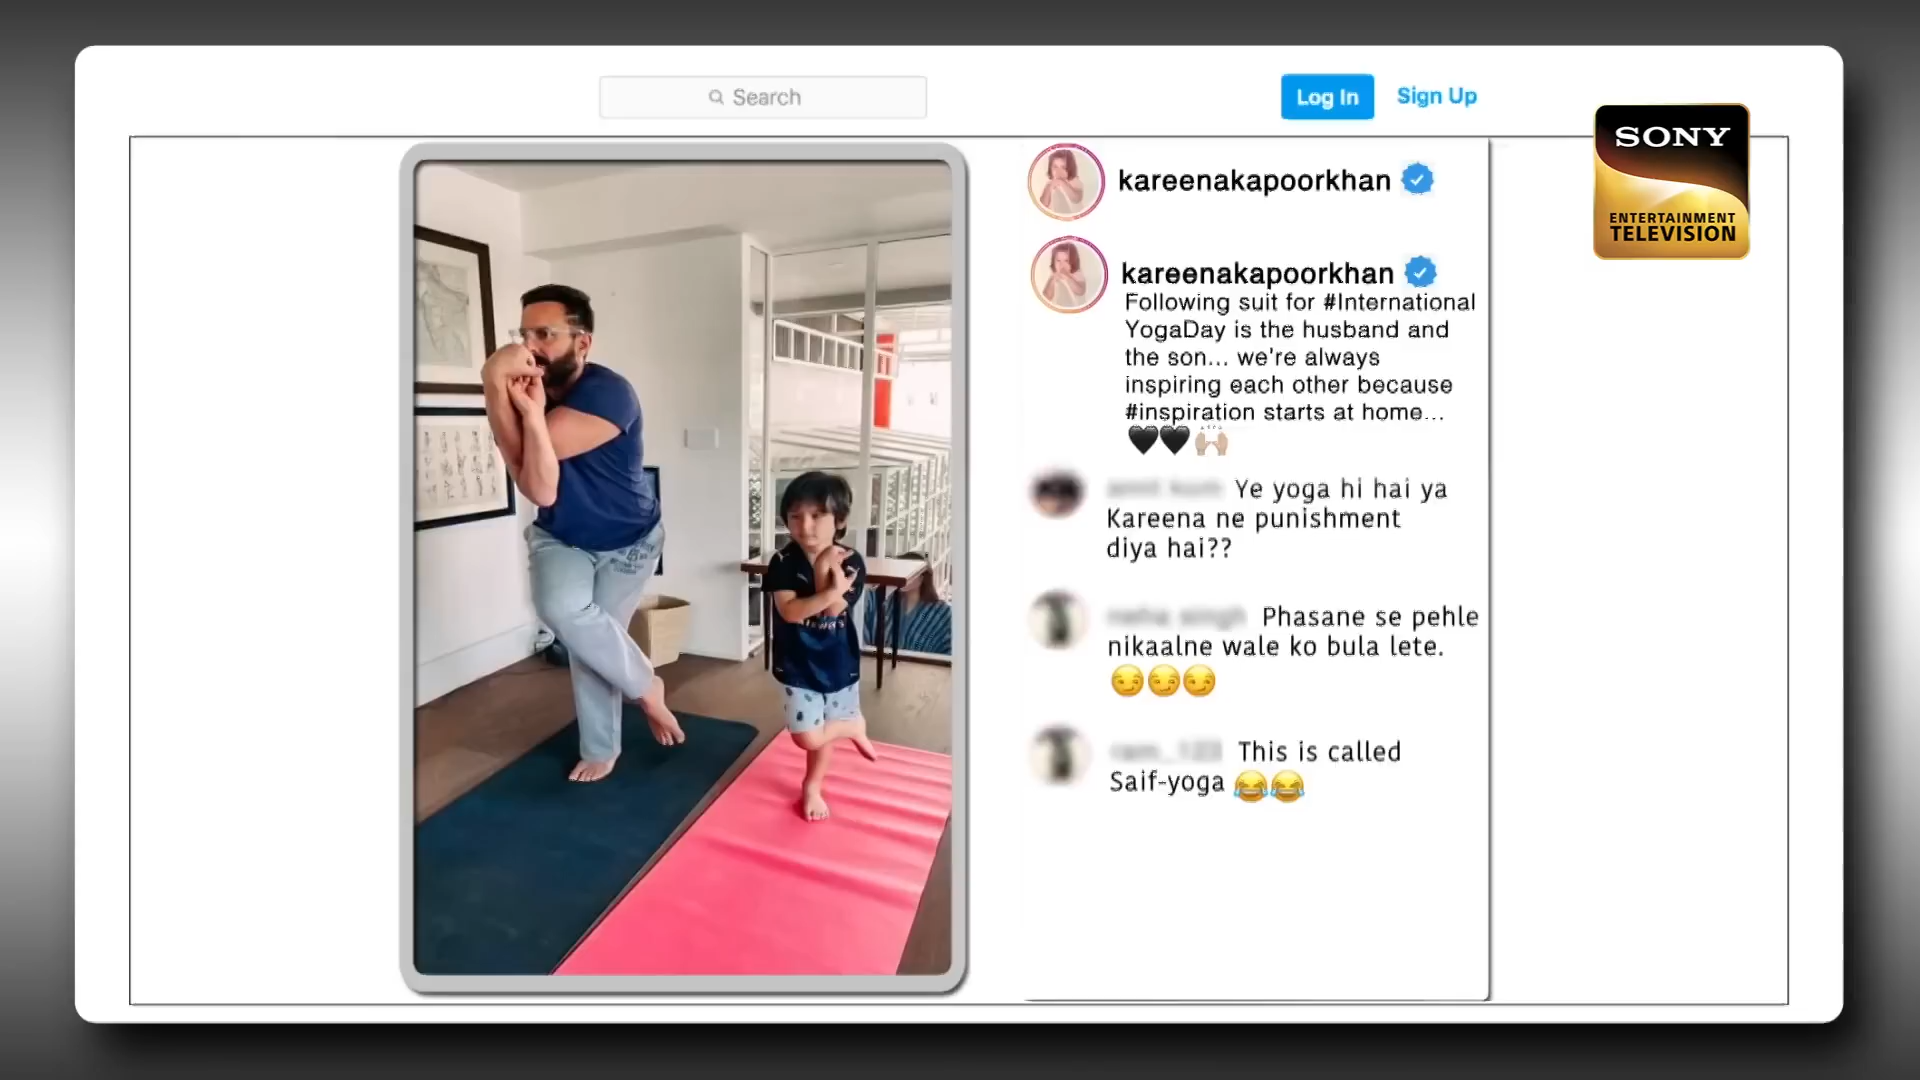 Search
Log In
Sign Up
SONY
ENTERTAINMENT
TELEVISION
kareenakapoorkhan
kareenakapoorkhan
Following suit for #International
YogaDay is the husband and
the son... we're always
inspiring each other because
#inspiration starts at home...
🖤🖤🙌🏼
Ye yoga hi hai ya
Kareena ne punishment
diya hai??
Phasane se pehle
nikaalne wale ko bula lete.
😏😏😏
This is called
Saif-yoga 😂😂